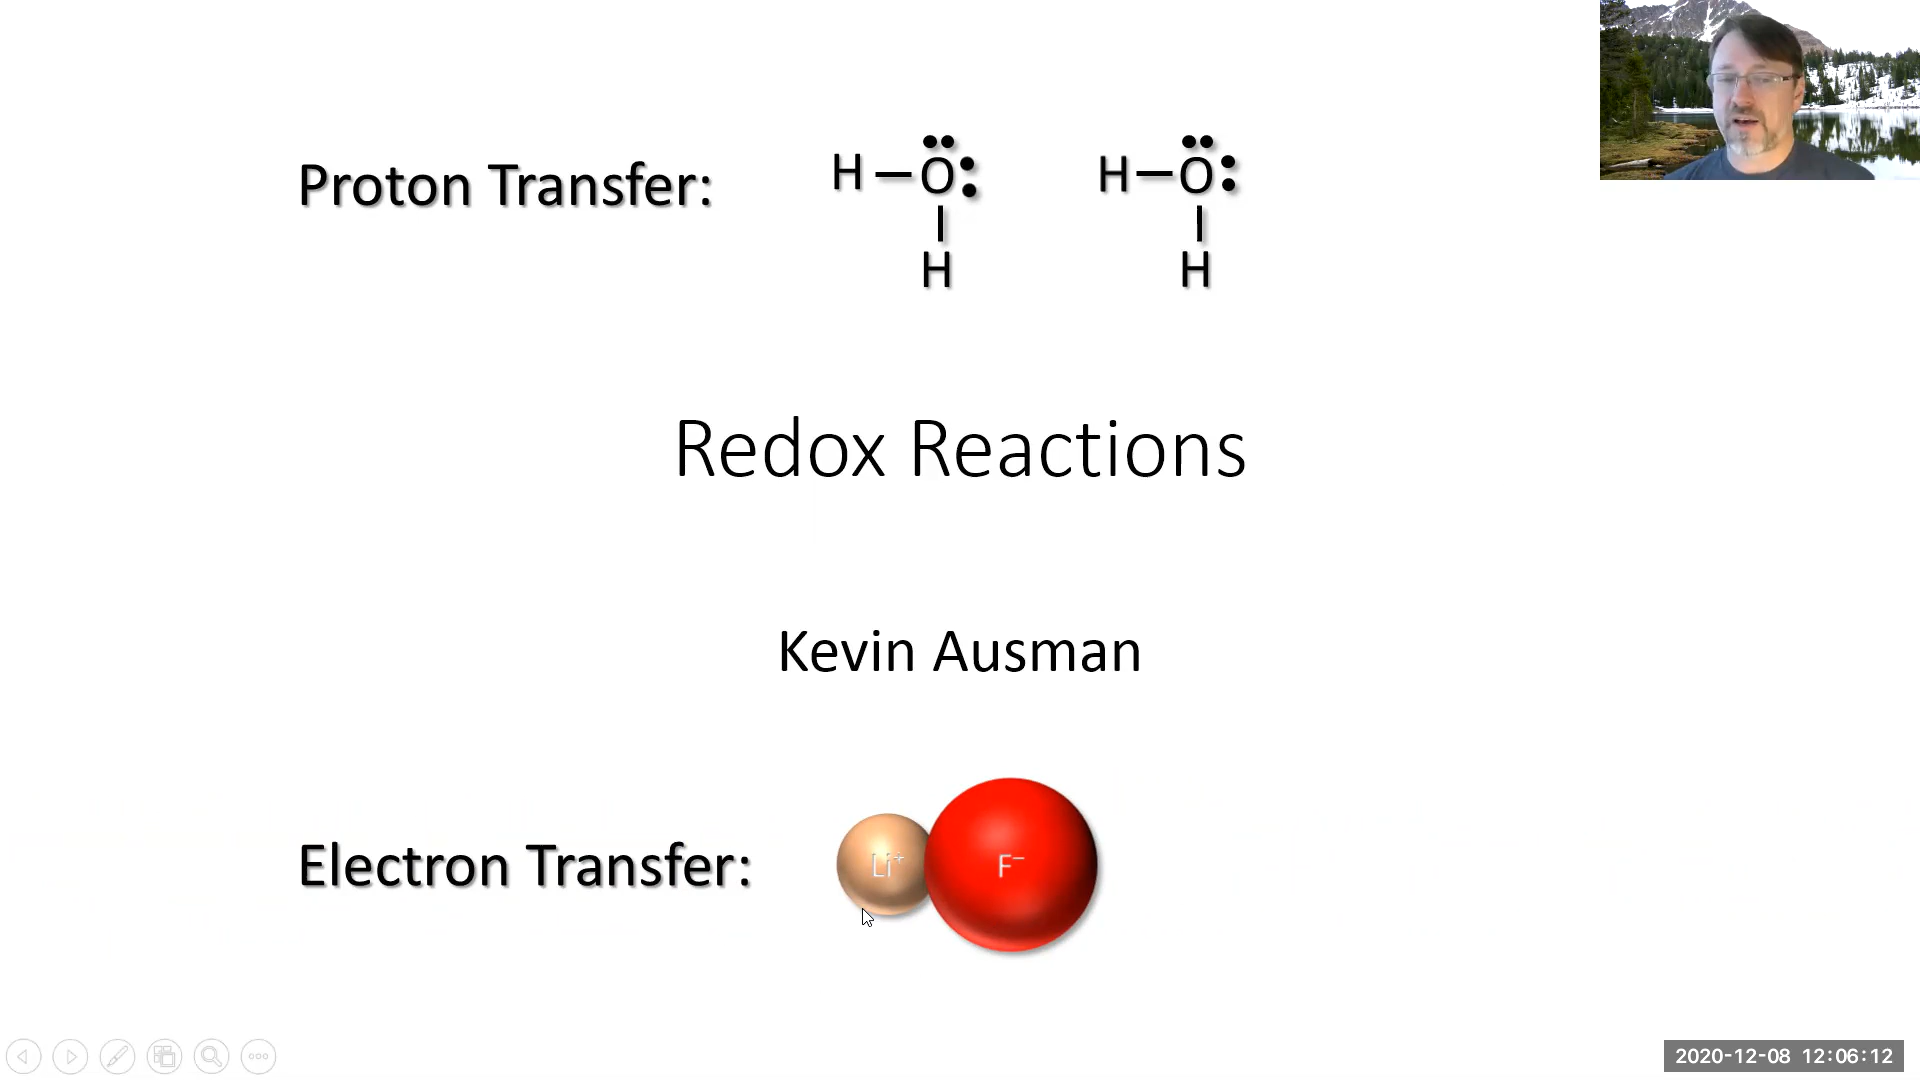 Proton Transfer:
H O H O
H H
Redox Reactions
Kevin Ausman
Electron Transfer:
Li⁺ F⁻
2020-12-08 12:06:12